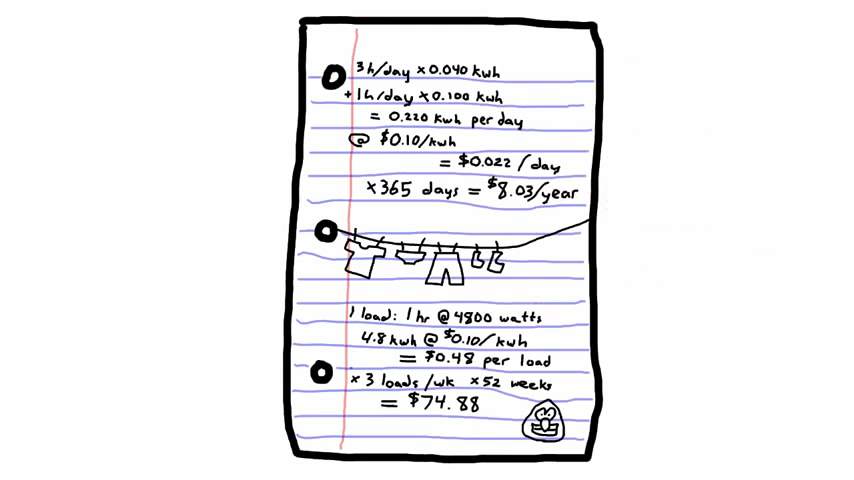 3h/day ×0.040 kwh
+1h/day ×0.100 kwh
= 0.220 kwh per day
@ $0.10/kwh
= $0.022 / day
×365 days = $8.03/year
1 load: 1 hr @ 4800 watts
4.8 kwh @ $0.10/kwh
= $0.48 per load
× 3 loads/wk ×52 weeks
= $74.88